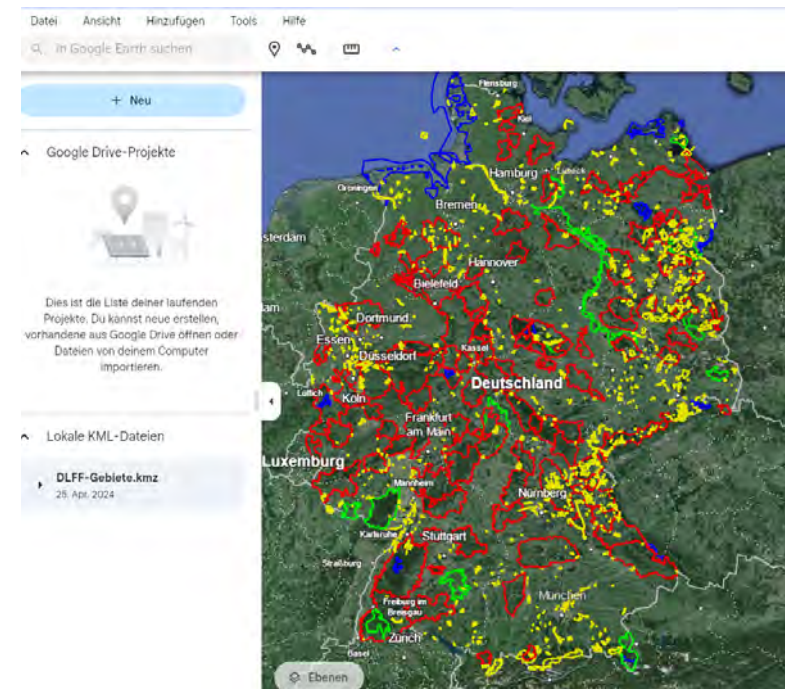 Datei Ansicht Hinzufügen Tools Hilfe
In Google Earth suchen
+ Neu
Google Drive-Projekte
Dies ist die Liste deiner laufenden
Projekte. Du kannst neue erstellen,
vorhandene aus Google Drive öffnen oder
Dateien von deinem Computer
importieren.
Lokale KML-Dateien
DLFF-Gebiete.kmz
25. Apr. 2024
Flensburg
Kiel
Hamburg
Lübeck
Groningen
Bremen
sterdam
Hannover
Bielefeld
lam
Dortmund
Essen
Kassel
Düsseldorf
Deutschland
Lüttich
Köln
Frankfurt
am Main
Luxemburg
Mannheim
Nürnberg
Karlsruhe
Stuttgart
Straßburg
München
Freiburg im
Breisgau
Zürich
Basel
Ebenen